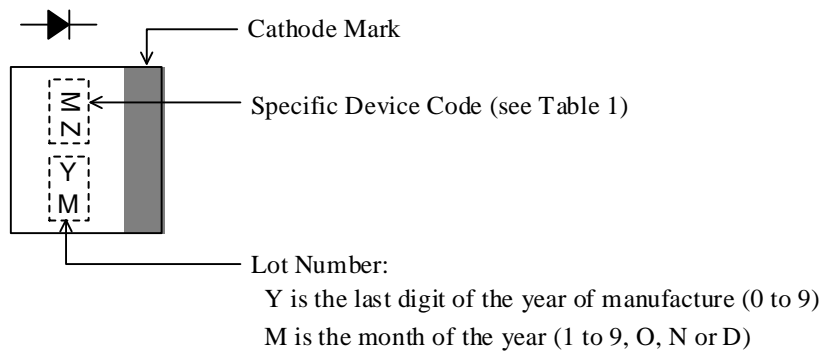 Cathode Mark
M Z
Specific Device Code (see Table 1)
Y
M
Lot Number:
Y is the last digit of the year of manufacture (0 to 9)
M is the month of the year (1 to 9, O, N or D)